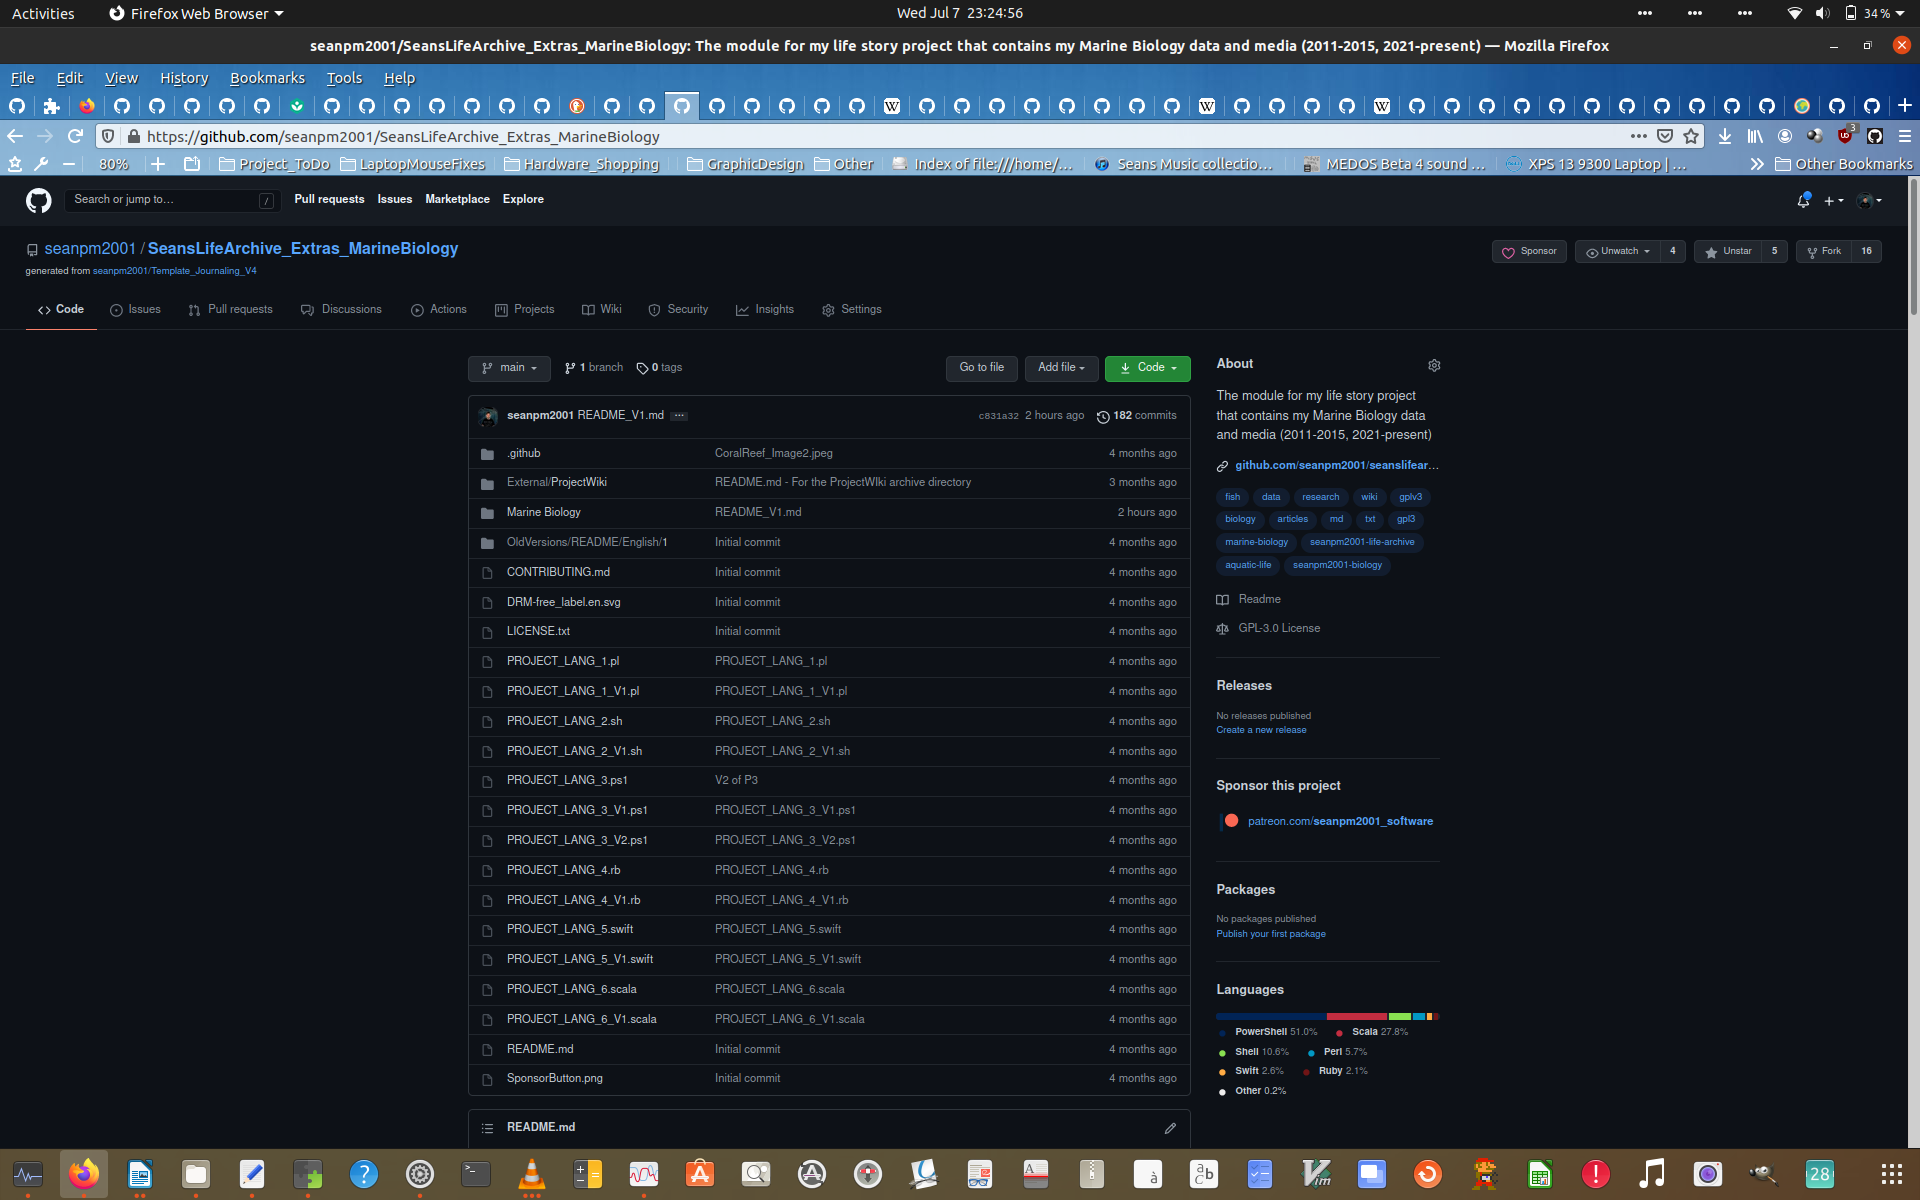 Activities Firefox Web Browser Wed Jul 7 23:24:56 34 %
seanpm2001/SeansLifeArchive_Extras_MarineBiology: The module for my life story project that contains my Marine Biology data and media (2011-2015, 2021-present) — Mozilla Firefox
File Edit View History Bookmarks Tools Help
https://github.com/seanpm2001/SeansLifeArchive_Extras_MarineBiology 3
80% Project_ToDo LaptopMouseFixes Hardware_Shopping GraphicDesign Other Index of file:///home/… Seans Music collectio… MEDOS Beta 4 sound … XPS 13 9300 Laptop | … Other Bookmarks
Search or jump to… / Pull requests Issues Marketplace Explore
seanpm2001 / SeansLifeArchive_Extras_MarineBiology Sponsor Unwatch 4 Unstar 5 Fork 16
generated from seanpm2001/Template_Journaling_V4
Code Issues Pull requests Discussions Actions Projects Wiki Security Insights Settings
main 1 branch 0 tags Go to file Add file Code
seanpm2001 README_V1.md ... c831a32 2 hours ago 182 commits
.github CoralReef_Image2.jpeg 4 months ago
External/ProjectWiki README.md - For the ProjectWIki archive directory 3 months ago
Marine Biology README_V1.md 2 hours ago
OldVersions/README/English/1 Initial commit 4 months ago
CONTRIBUTING.md Initial commit 4 months ago
DRM-free_label.en.svg Initial commit 4 months ago
LICENSE.txt Initial commit 4 months ago
PROJECT_LANG_1.pl PROJECT_LANG_1.pl 4 months ago
PROJECT_LANG_1_V1.pl PROJECT_LANG_1_V1.pl 4 months ago
PROJECT_LANG_2.sh PROJECT_LANG_2.sh 4 months ago
PROJECT_LANG_2_V1.sh PROJECT_LANG_2_V1.sh 4 months ago
PROJECT_LANG_3.ps1 V2 of P3 4 months ago
PROJECT_LANG_3_V1.ps1 PROJECT_LANG_3_V1.ps1 4 months ago
PROJECT_LANG_3_V2.ps1 PROJECT_LANG_3_V2.ps1 4 months ago
PROJECT_LANG_4.rb PROJECT_LANG_4.rb 4 months ago
PROJECT_LANG_4_V1.rb PROJECT_LANG_4_V1.rb 4 months ago
PROJECT_LANG_5.swift PROJECT_LANG_5.swift 4 months ago
PROJECT_LANG_5_V1.swift PROJECT_LANG_5_V1.swift 4 months ago
PROJECT_LANG_6.scala PROJECT_LANG_6.scala 4 months ago
PROJECT_LANG_6_V1.scala PROJECT_LANG_6_V1.scala 4 months ago
README.md Initial commit 4 months ago
SponsorButton.png Initial commit 4 months ago
README.md
About
The module for my life story project
that contains my Marine Biology data
and media (2011-2015, 2021-present)
github.com/seanpm2001/seanslifear…
fish data research wiki gplv3
biology articles md txt gpl3
marine-biology seanpm2001-life-archive
aquatic-life seanpm2001-biology
Readme
GPL-3.0 License
Releases
No releases published
Create a new release
Sponsor this project
patreon.com/seanpm2001_software
Packages
No packages published
Publish your first package
Languages
PowerShell 51.0% Scala 27.8%
Shell 10.6% Perl 5.7%
Swift 2.6% Ruby 2.1%
Other 0.2%
28